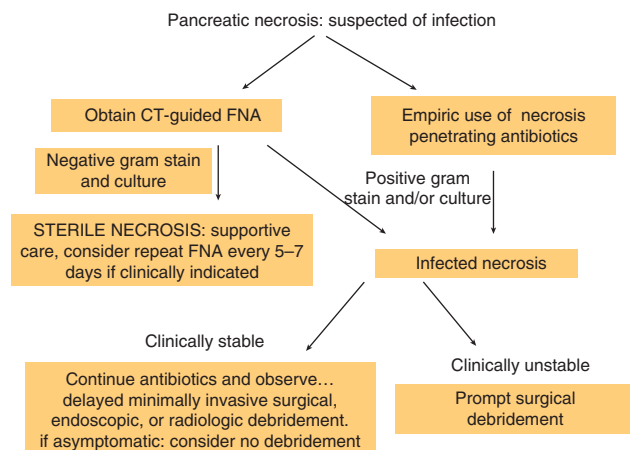 Pancreatic necrosis: suspected of infection
Obtain CT-guided FNA
Empiric use of necrosis
penetrating antibiotics
Negative gram stain
and culture
Positive gram
stain and/or culture
STERILE NECROSIS: supportive
care, consider repeat FNA every 5–7
days if clinically indicated
Infected necrosis
Clinically stable
Clinically unstable
Continue antibiotics and observe…
delayed minimally invasive surgical,
endoscopic, or radiologic debridement.
if asymptomatic: consider no debridement
Prompt surgical
debridement